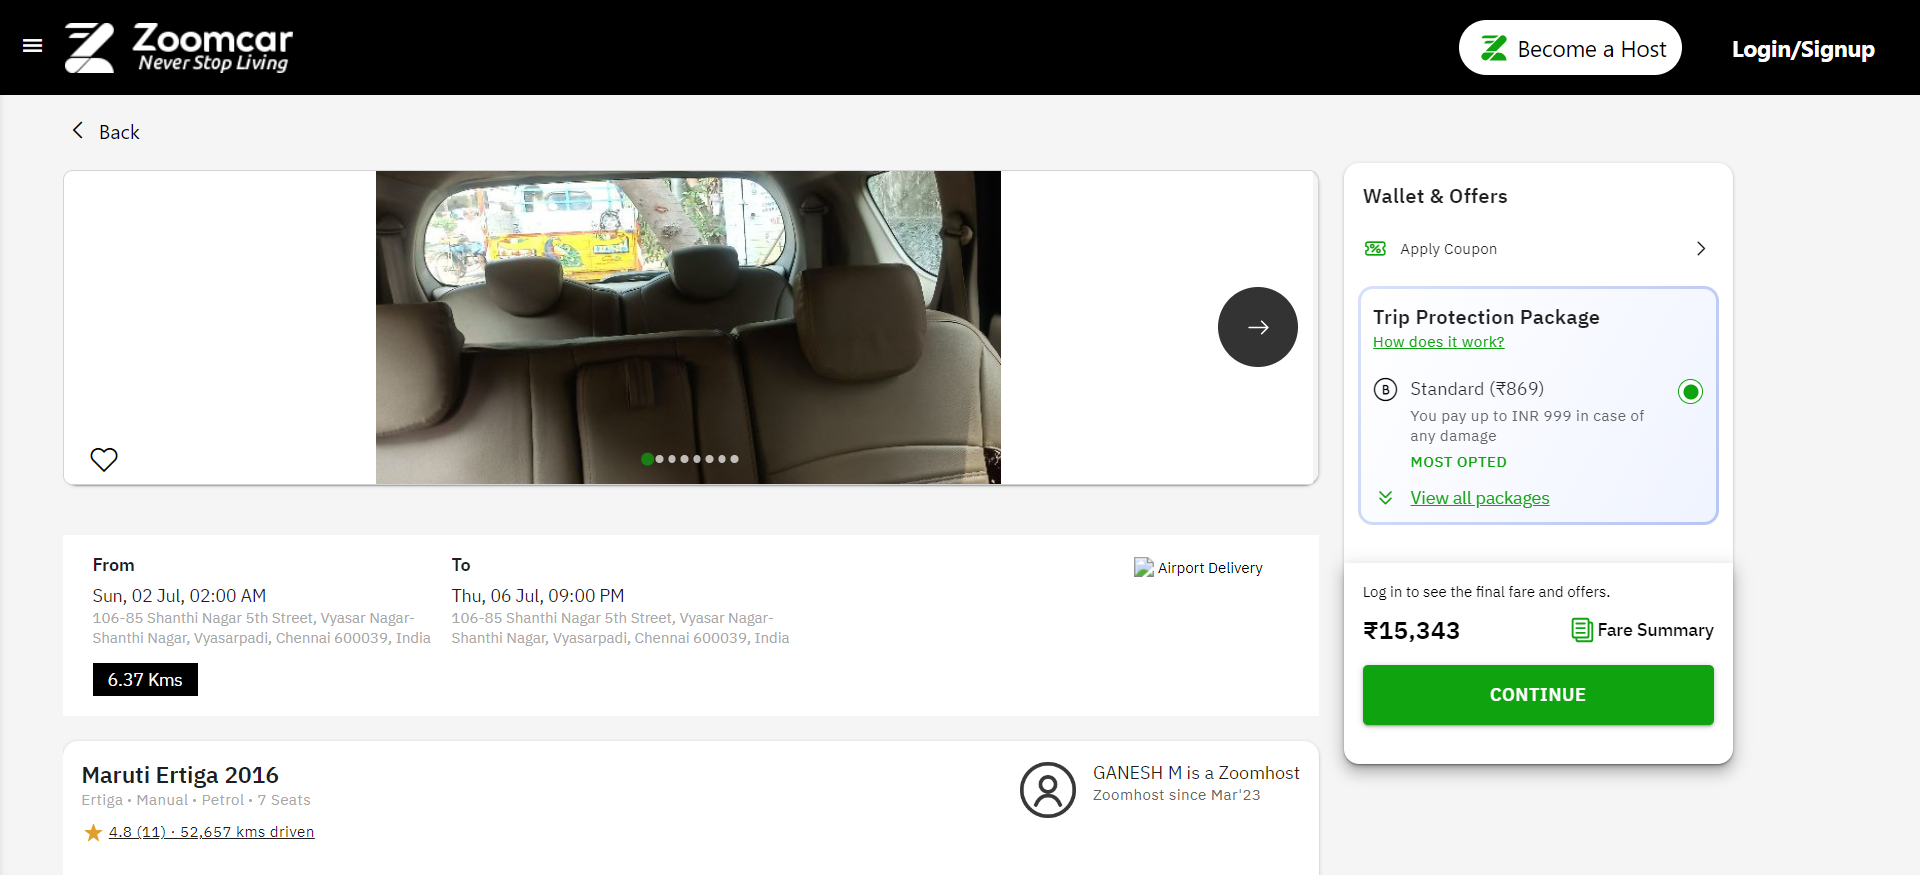 Zoomcar
Never Stop Living
Become a Host
Login/Signup
Back
Wallet & Offers
Apply Coupon
Trip Protection Package
How does it work?
B
Standard (₹869)
You pay up to INR 999 in case of
any damage
MOST OPTED
View all packages
From
Sun, 02 Jul, 02:00 AM
106-85 Shanthi Nagar 5th Street, Vyasar Nagar-
Shanthi Nagar, Vyasarpadi, Chennai 600039, India
6.37 Kms
To
Thu, 06 Jul, 09:00 PM
106-85 Shanthi Nagar 5th Street, Vyasar Nagar-
Shanthi Nagar, Vyasarpadi, Chennai 600039, India
Airport Delivery
Log in to see the final fare and offers.
₹15,343
Fare Summary
CONTINUE
Maruti Ertiga 2016
Ertiga • Manual • Petrol • 7 Seats
4.8 (11) · 52,657 kms driven
GANESH M is a Zoomhost
Zoomhost since Mar'23